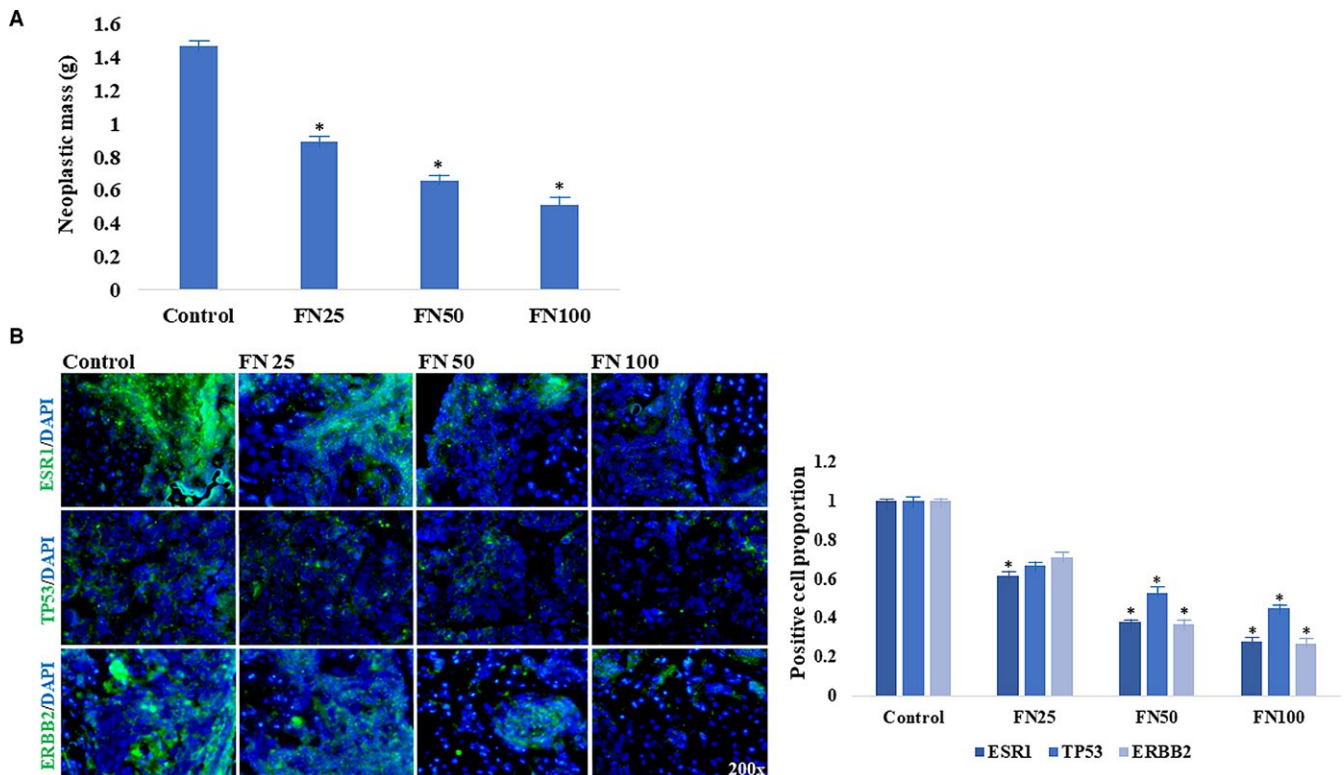 A
1.6
1.4
1.2
1
0.8
0.6
0.4
0.2
0
Neoplastic mass (g)
*
*
*
Control FN25 FN50 FN100
B
Control FN 25 FN 50 FN 100
ESR1/DAPI
TP53/DAPI
ERBB2/DAPI
200x
1.2
1
0.8
0.6
0.4
0.2
0
Positive cell proportion
*
* * *
* * *
Control FN25 FN50 FN100
ESR1 TP53 ERBB2